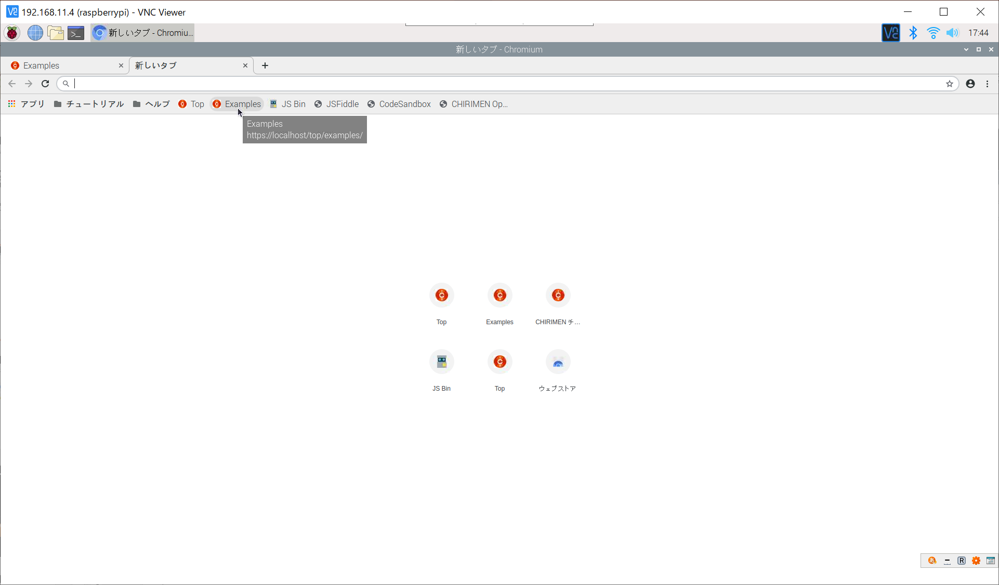 192.168.11.4 (raspberrypi) - VNC Viewer
新しいタブ - Chromiu...
17:44
新しいタブ - Chromium
Examples
新しいタブ
アプリ
チュートリアル
ヘルプ
Top
Examples
JS Bin
JSFiddle
CodeSandbox
CHIRIMEN Op...
Examples
https://localhost/top/examples/
Top
Examples
CHIRIMEN チ...
JS Bin
Top
ウェブストア
あ
R